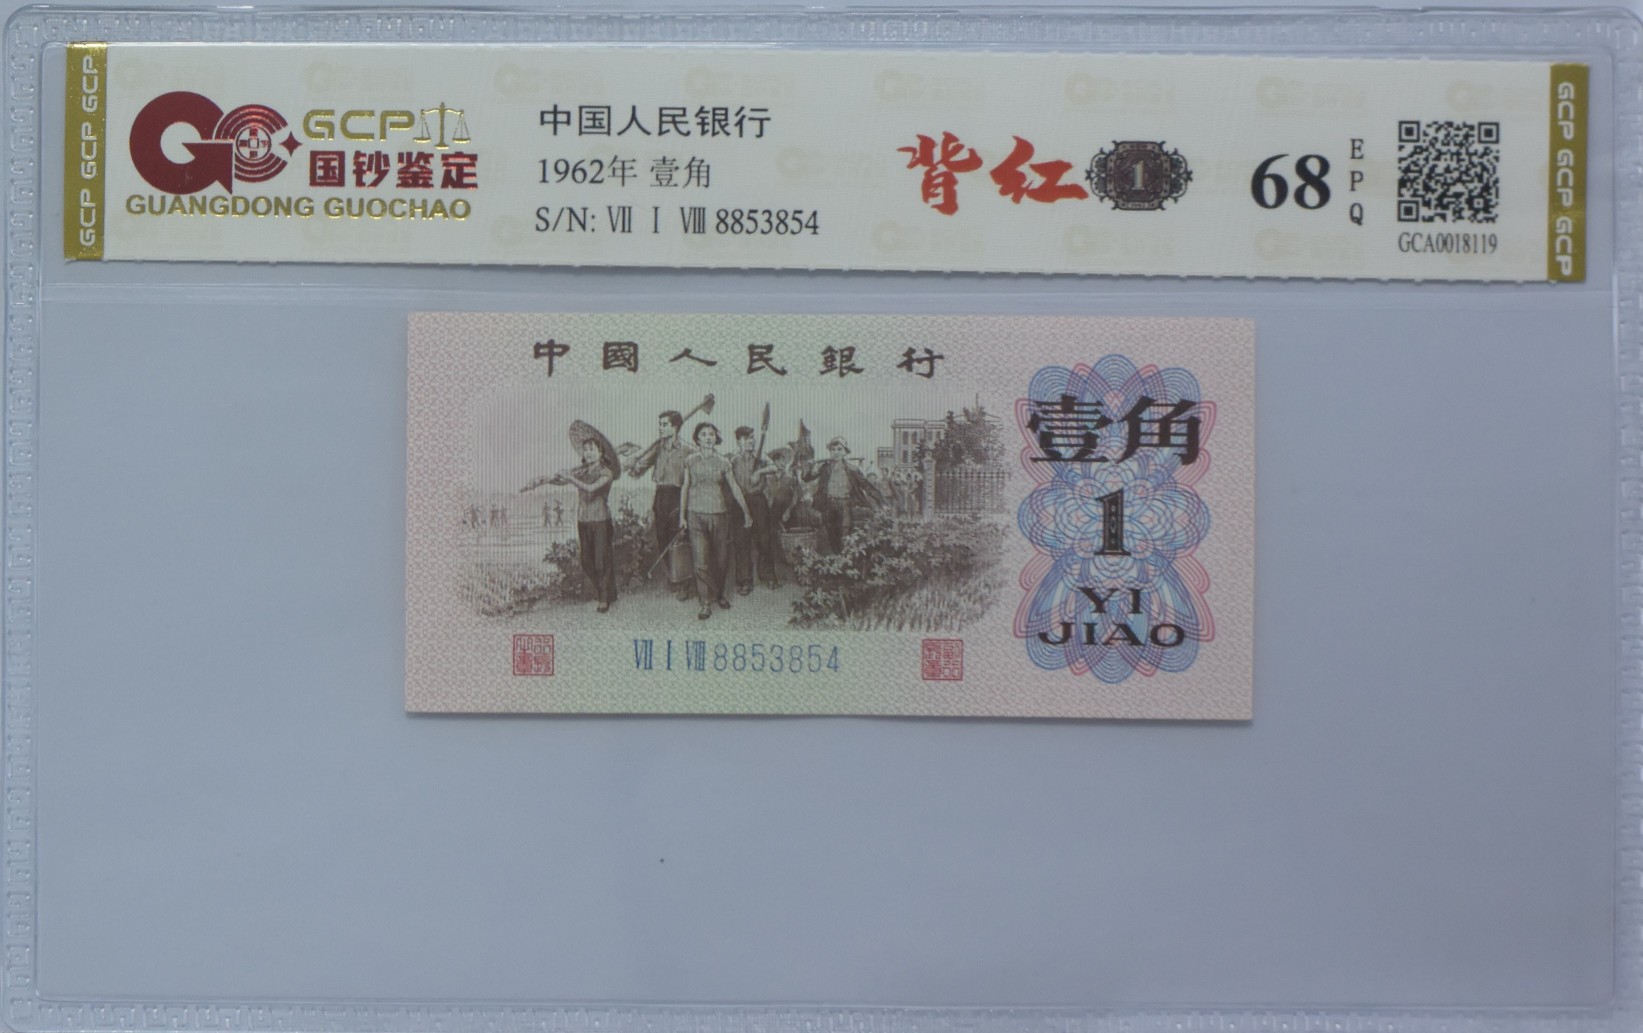 GCP GCP GCP
GCP
国钞鉴定
GUANGDONG GUOCHAO
中国人民银行
1962年 壹角
S/N: Ⅶ Ⅰ Ⅷ 8853854
背红
1
68
EPQ
GCA0018119
GCP GCP GCP
中國人民銀行
壹角
1
YI
JIAO
Ⅶ Ⅰ Ⅷ 8853854